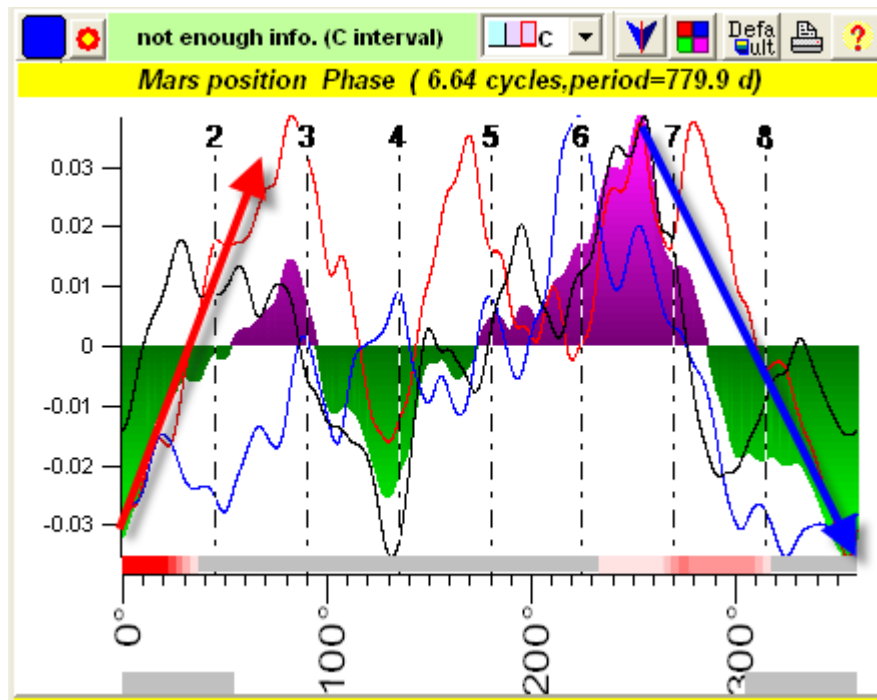 not enough info. (C interval) C Defa ult ?
Mars position Phase ( 6.64 cycles,period=779.9 d)
2 3 4 5 6 7 8
0.03
0.02
0.01
0
-0.01
-0.02
-0.03
0° 100° 200° 300°